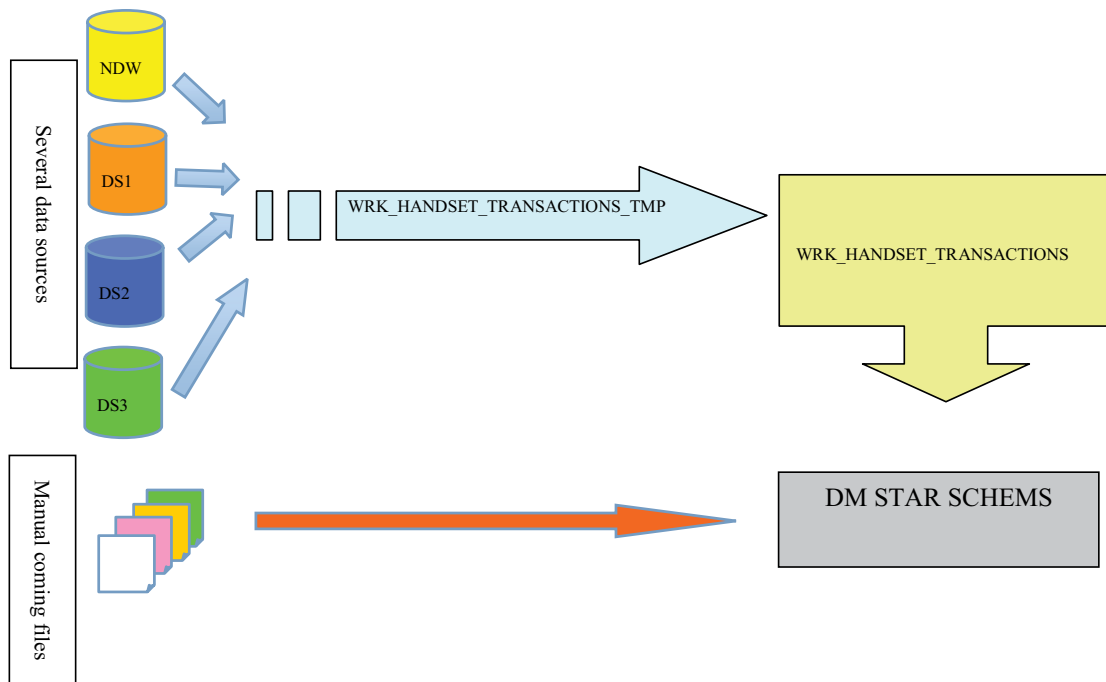 Several data sources
NDW
DS1
DS2
DS3
WRK_HANDSET_TRANSACTIONS_TMP
WRK_HANDSET_TRANSACTIONS
Manual coming files
DM STAR SCHEMS